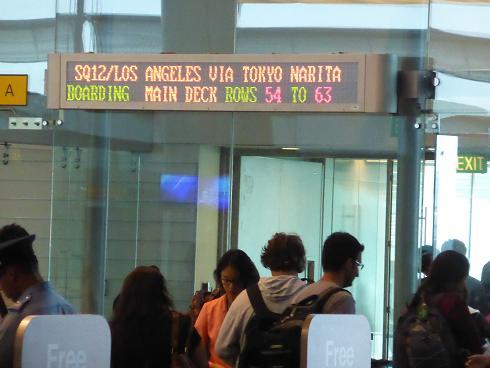 SQ12/LOS ANGELES VIA TOKYO NARITA
BOARDING MAIN DECK ROWS 54 TO 63
A
EXIT
Free
Free